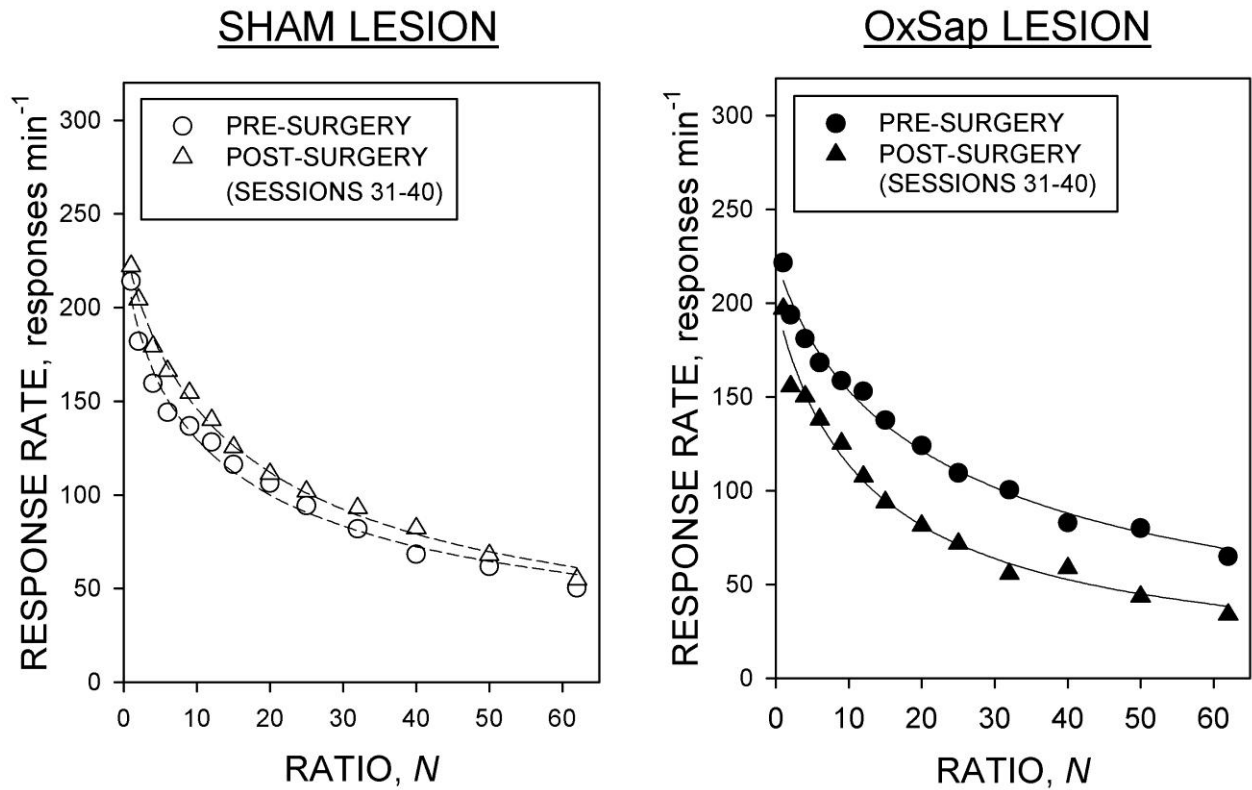 SHAM LESION
RESPONSE RATE, responses min⁻¹
300
250
200
150
100
50
0
PRE-SURGERY
POST-SURGERY
(SESSIONS 31-40)
0 10 20 30 40 50 60
RATIO, N
OxSap LESION
RESPONSE RATE, responses min⁻¹
300
250
200
150
100
50
0
PRE-SURGERY
POST-SURGERY
(SESSIONS 31-40)
0 10 20 30 40 50 60
RATIO, N